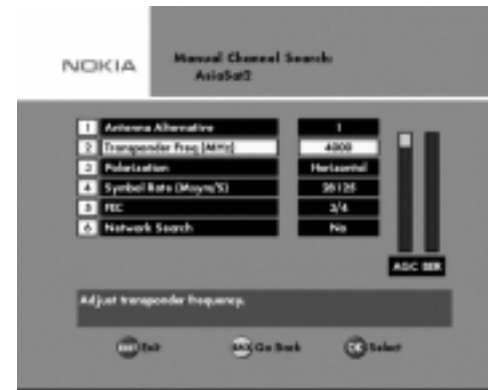 NOKIA
Manual Channel Search:
AsiaSat2
1 Antenna Alternative 1
2 Transponder Freq (MHz) 4000
3 Polarization Horizontal
4 Symbol Rate (Msym/S) 28125
5 FEC 3/4
6 Network Search No
AGC BER
Adjust transponder frequency.
Exit BACK Go Back OK Select